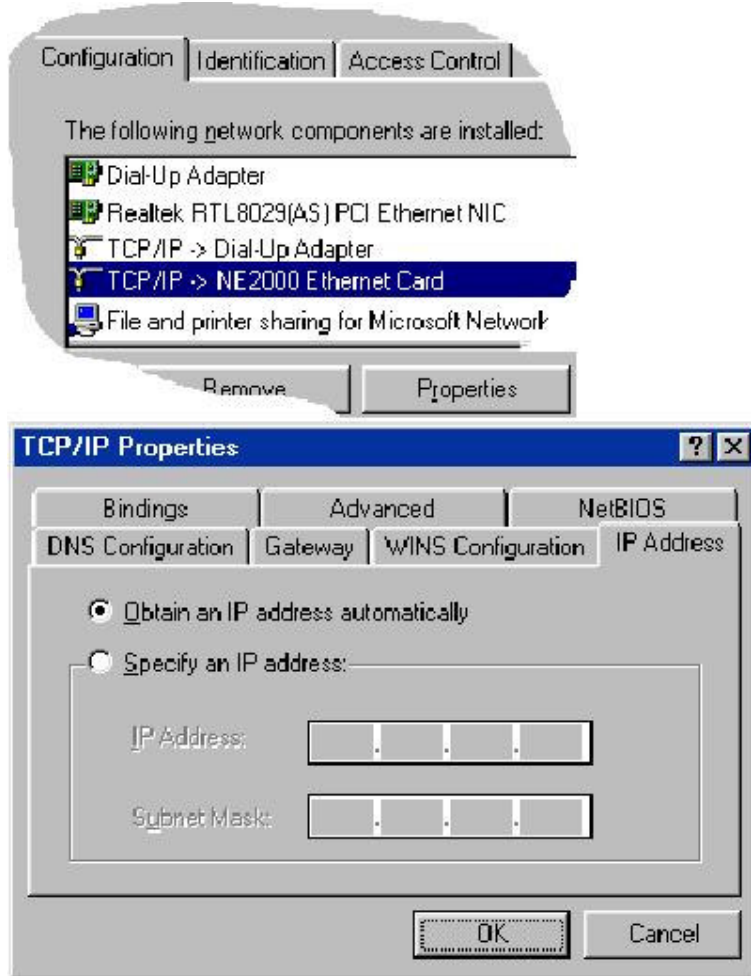 Configuration Identification Access Control
The following network components are installed:
Dial-Up Adapter
Realtek RTL8029(AS) PCI Ethernet NIC
TCP/IP -> Dial-Up Adapter
TCP/IP -> NE2000 Ethernet Card
File and printer sharing for Microsoft Network
Remove Properties
TCP/IP Properties ? ×
Bindings Advanced NetBIOS
DNS Configuration Gateway WINS Configuration IP Address
Obtain an IP address automatically
Specify an IP address:
IP Address: . . .
Subnet Mask: . . .
OK Cancel